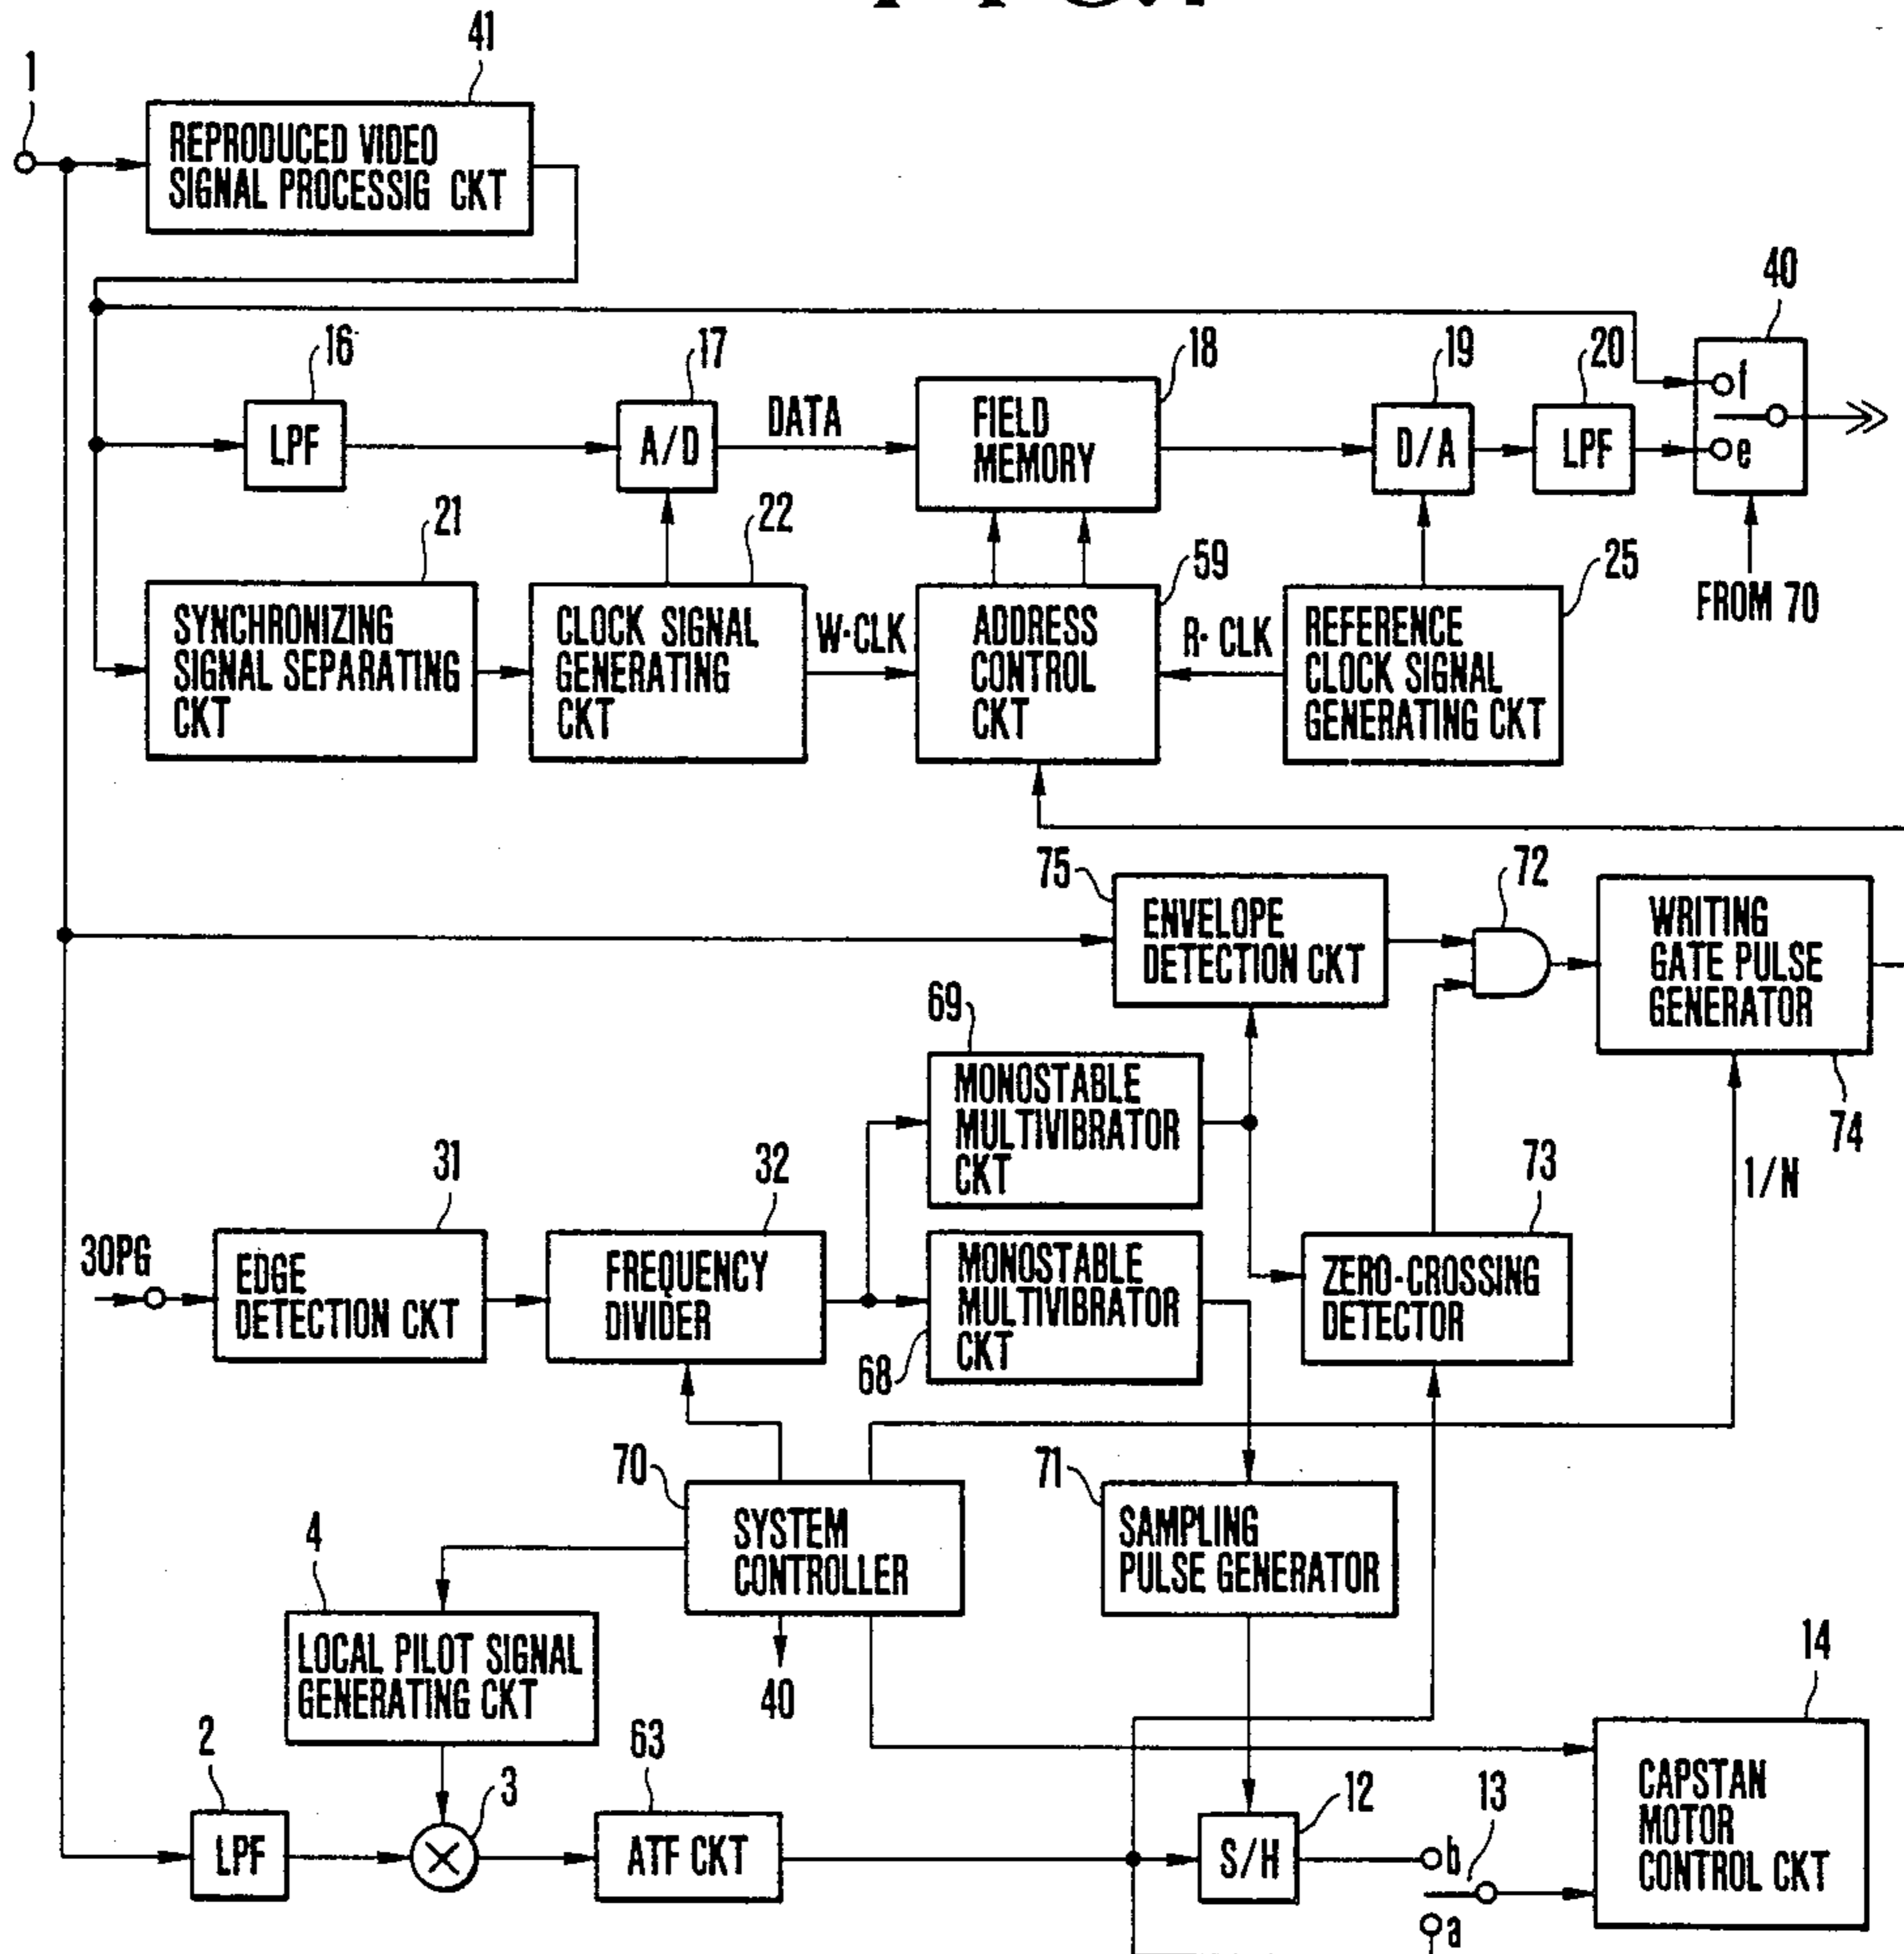 41
1
REPRODUCED VIDEO
SIGNAL PROCESSIG CKT
40
16
17
18
19
20
f
LPF
A/D
DATA
FIELD
MEMORY
D/A
LPF
e
21
22
59
25
FROM 70
SYNCHRONIZING
SIGNAL SEPARATING
CKT
CLOCK SIGNAL
GENERATING
CKT
W·CLK
ADDRESS
CONTROL
CKT
R·CLK
REFERENCE
CLOCK SIGNAL
GENERATING CKT
75
72
ENVELOPE
DETECTION CKT
WRITING
GATE PULSE
GENERATOR
69
74
MONOSTABLE
MULTIVIBRATOR
CKT
31
32
73
1/N
30PG
EDGE
DETECTION CKT
FREQUENCY
DIVIDER
MONOSTABLE
MULTIVIBRATOR
CKT
68
ZERO-CROSSING
DETECTOR
70
71
SYSTEM
CONTROLLER
SAMPLING
PULSE GENERATOR
4
LOCAL PILOT SIGNAL
GENERATING CKT
40
14
2
3
63
12
13
LPF
ATF CKT
S/H
b
a
CAPSTAN
MOTOR
CONTROL CKT